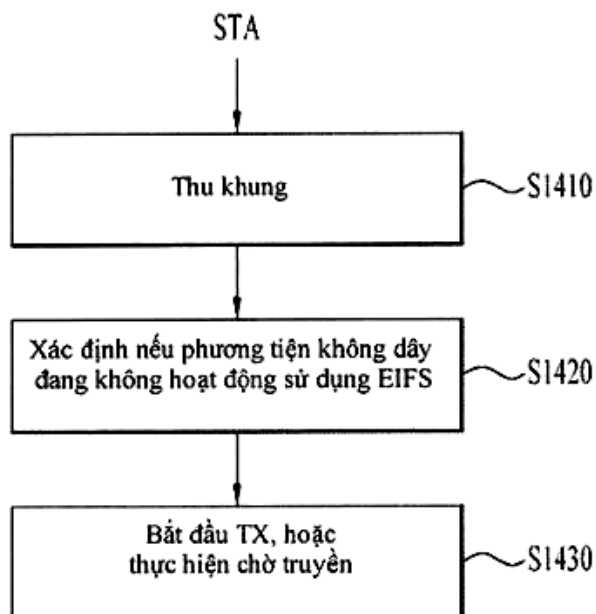 STA
Thu khung
S1410
Xác định nếu phương tiện không dây
đang không hoạt động sử dụng EIFS
S1420
Bắt đầu TX, hoặc
thực hiện chờ truyền
S1430